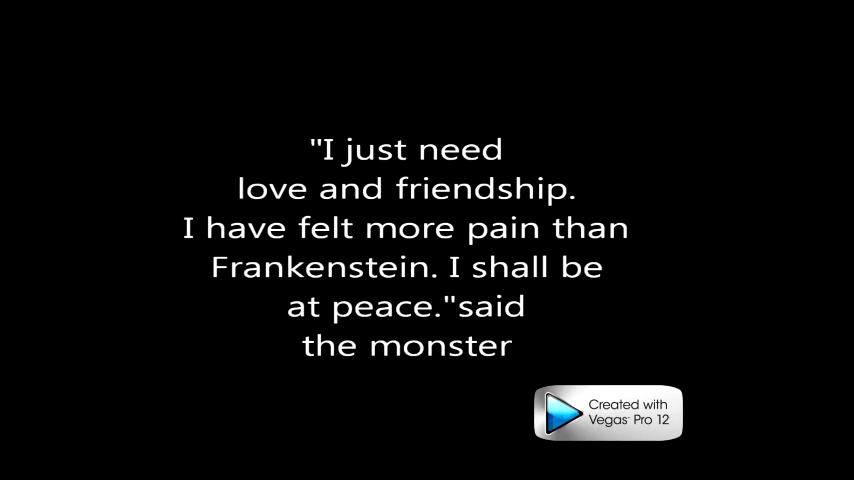 "I just need
love and friendship.
I have felt more pain than
Frankenstein. I shall be
at peace."said
the monster
Created with
Vegas™ Pro 12